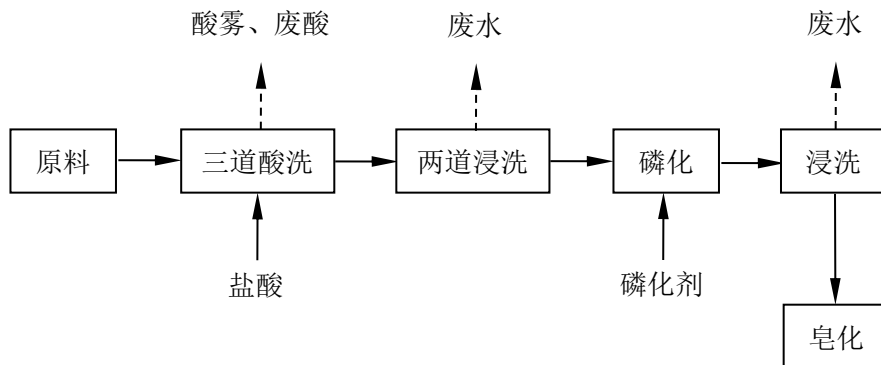 酸雾、废酸
废水
废水
原料
三道酸洗
两道浸洗
磷化
浸洗
盐酸
磷化剂
皂化